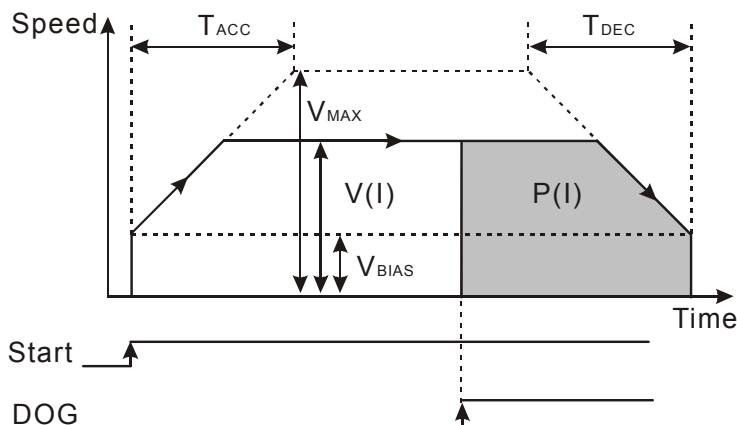 Speed
TACC
TDEC
VMAX
V(I)
P(I)
VBIAS
Time
Start
DOG